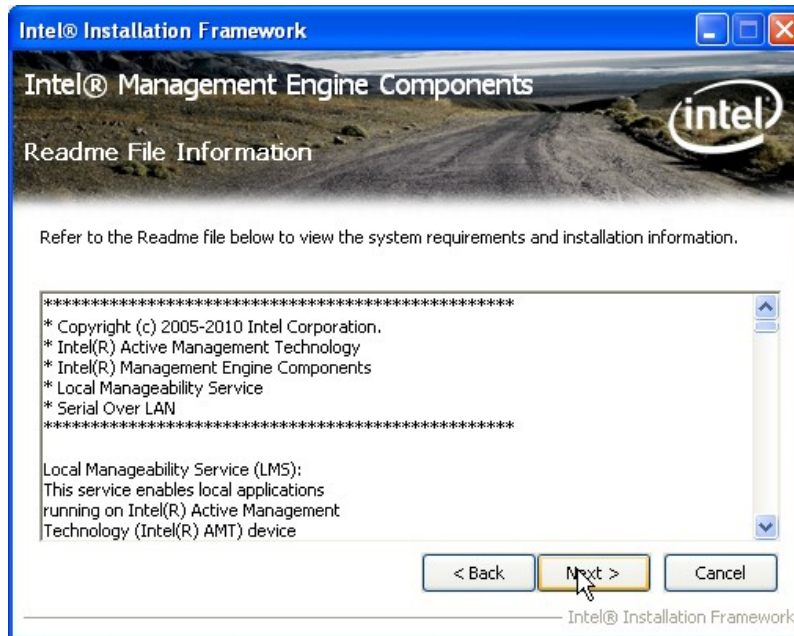 Intel® Installation Framework
Intel® Management Engine Components
intel
Readme File Information
Refer to the Readme file below to view the system requirements and installation information.
***************************************************
* Copyright (c) 2005-2010 Intel Corporation.
* Intel(R) Active Management Technology
* Intel(R) Management Engine Components
* Local Manageability Service
* Serial Over LAN
***************************************************
Local Manageability Service (LMS):
This service enables local applications
running on Intel(R) Active Management
Technology (Intel(R) AMT) device
< Back Next > Cancel
Intel® Installation Framework